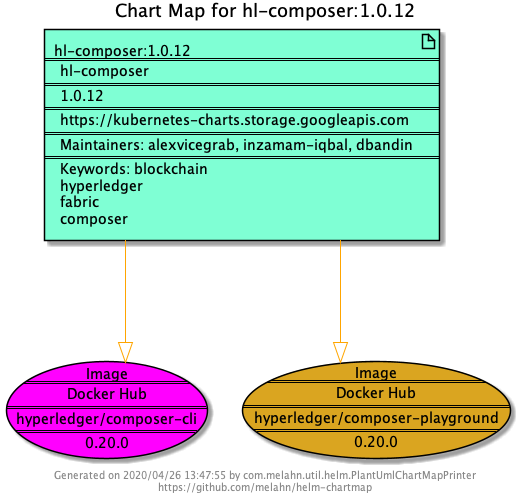 Chart Map for hl-composer:1.0.12
hl-composer:1.0.12
hl-composer
1.0.12
https://kubernetes-charts.storage.googleapis.com
Maintainers: alexvicegrab, inzamam-iqbal, dbandin
Keywords: blockchain
hyperledger
fabric
composer
Image
Docker Hub
hyperledger/composer-cli
0.20.0
Image
Docker Hub
hyperledger/composer-playground
0.20.0
Generated on 2020/04/26 13:47:55 by com.melahn.util.helm.PlantUmlChartMapPrinter
https://github.com/melahn/helm-chartmap